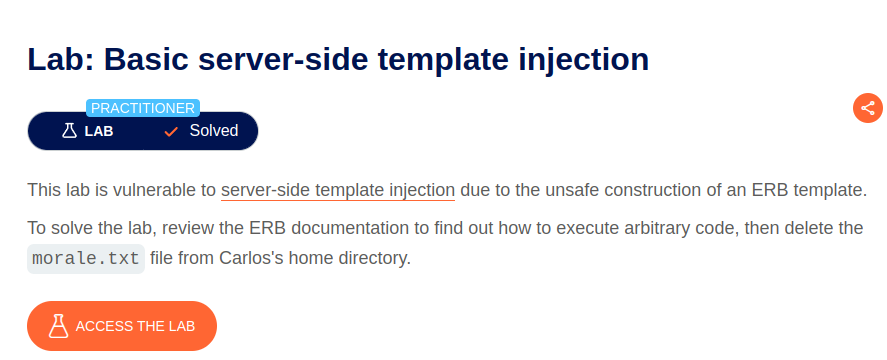 Lab: Basic server-side template injection
PRACTITIONER
LAB Solved
This lab is vulnerable to server-side template injection due to the unsafe construction of an ERB template.
To solve the lab, review the ERB documentation to find out how to execute arbitrary code, then delete the
morale.txt file from Carlos's home directory.
ACCESS THE LAB